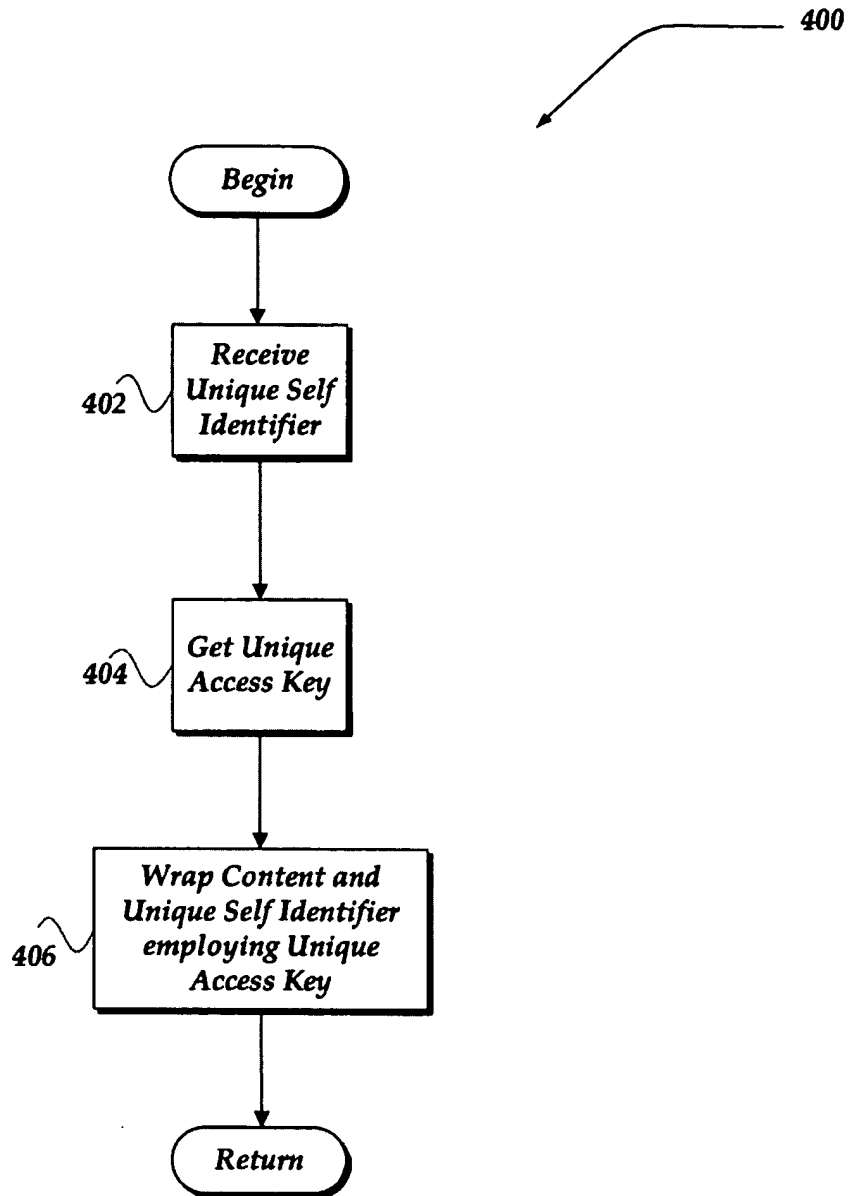 400
Begin
Receive
Unique Self
Identifier
402
Get Unique
Access Key
404
Wrap Content and
Unique Self Identifier
employing Unique
Access Key
406
Return